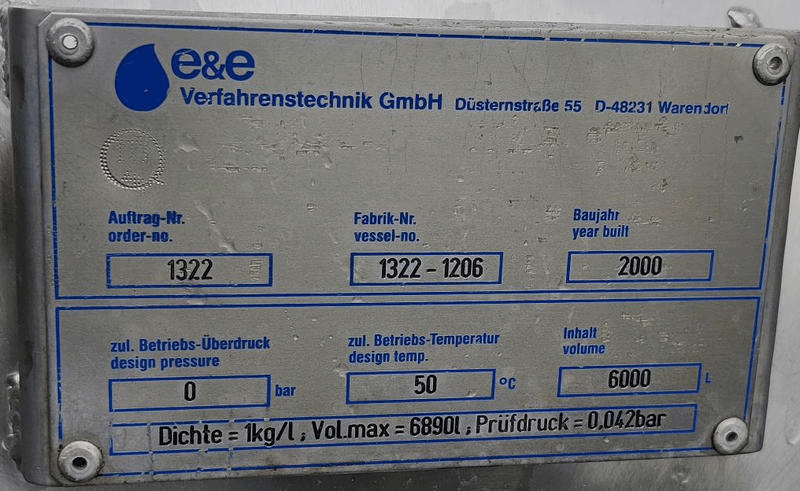 e&e
Verfahrenstechnik GmbH Düsternstraße 55 D-48231 Warendorf
Auftrag-Nr. Fabrik-Nr. Baujahr
order-no. vessel-no. year built
1322 1322-1206 2000
zul. Betriebs-Überdruck zul. Betriebs-Temperatur Inhalt
design pressure design temp. volume
0 bar 50 °C 6000 L
Dichte = 1kg/l ; Vol.max = 6890l ; Prüfdruck = 0,042bar